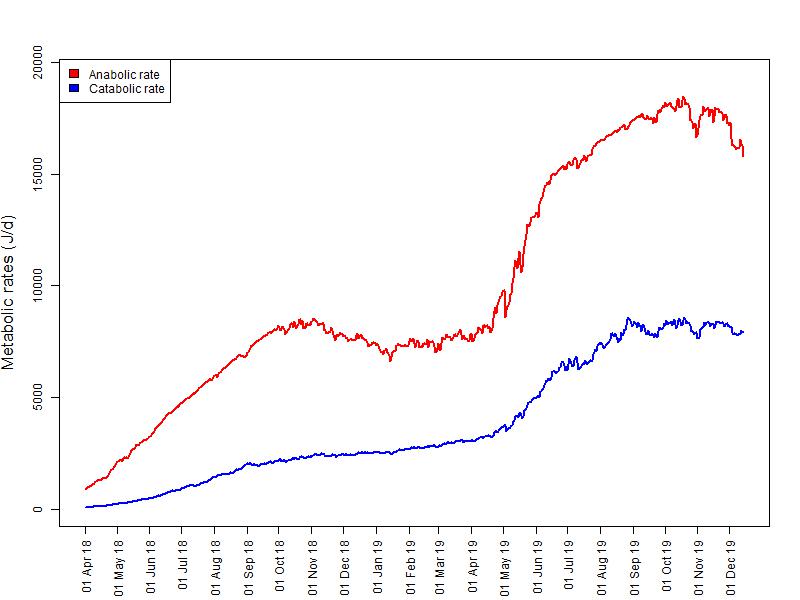 20000
15000
10000
5000
0
Metabolic rates (J/d)
Anabolic rate
Catabolic rate
01 Apr 18
01 May 18
01 Jun 18
01 Jul 18
01 Aug 18
01 Sep 18
01 Oct 18
01 Nov 18
01 Dec 18
01 Jan 19
01 Feb 19
01 Mar 19
01 Apr 19
01 May 19
01 Jun 19
01 Jul 19
01 Aug 19
01 Sep 19
01 Oct 19
01 Nov 19
01 Dec 19